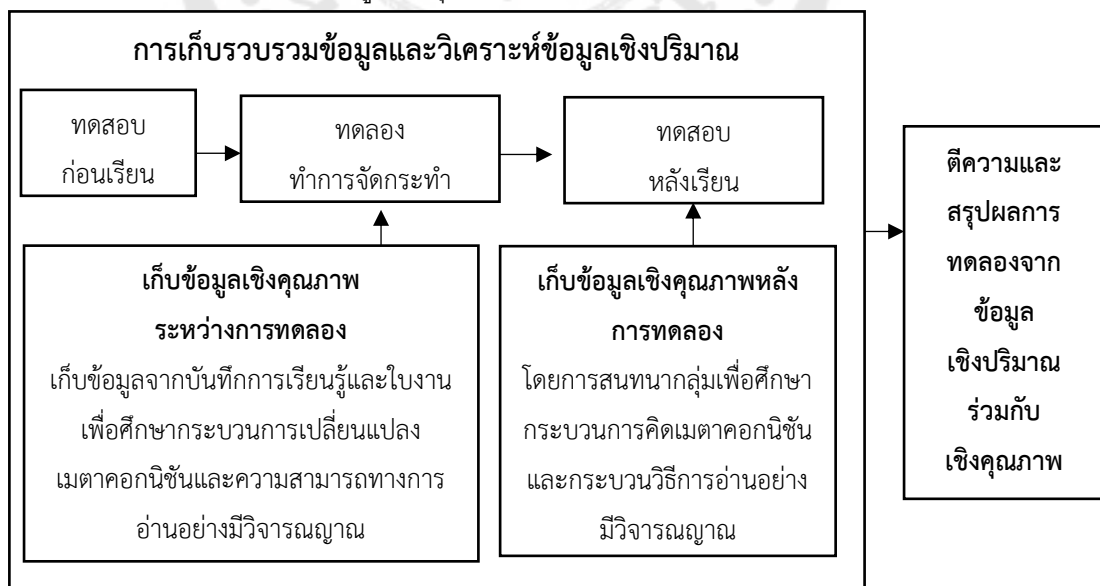 การเก็บรวบรวมข้อมูลและวิเคราะห์ข้อมูลเชิงปริมาณ
ทดสอบ
ก่อนเรียน
ทดลอง
ทำการจัดกระทำ
ทดสอบ
หลังเรียน
เก็บข้อมูลเชิงคุณภาพ
ระหว่างการทดลอง
เก็บข้อมูลจากบันทึกการเรียนรู้และใบงาน
เพื่อศึกษากระบวนการเปลี่ยนแปลง
เมตาคอกนิชันและความสามารถทางการ
อ่านอย่างมีวิจารณญาณ
เก็บข้อมูลเชิงคุณภาพหลัง
การทดลอง
โดยการสนทนากลุ่มเพื่อศึกษา
กระบวนการคิดเมตาคอกนิชัน
และกระบวนวิธีการอ่านอย่าง
มีวิจารณญาณ
ตีความและ
สรุปผลการ
ทดลองจาก
ข้อมูล
เชิงปริมาณ
ร่วมกับ
เชิงคุณภาพ